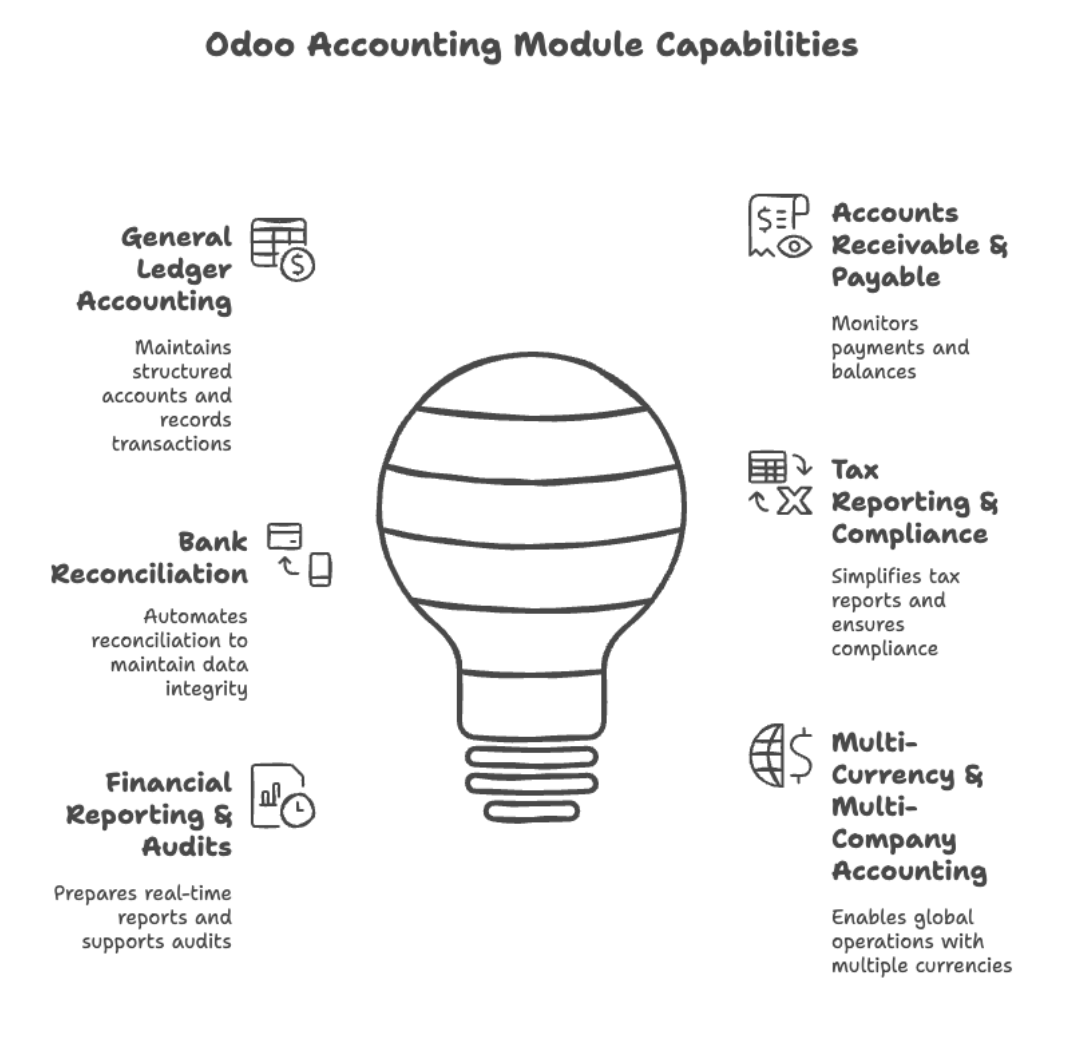 Odoo Accounting Module Capabilities
General
Ledger
Accounting
Maintains
structured
accounts and
records
transactions
Bank
Reconciliation
Automates
reconciliation to
maintain data
integrity
Financial
Reporting &
Audits
Prepares real-time
reports and
supports audits
Accounts
Receivable &
Payable
Monitors
payments and
balances
Tax
Reporting &
Compliance
Simplifies tax
reports and
ensures
compliance
Multi-
Currency &
Multi-
Company
Accounting
Enables global
operations with
multiple currencies